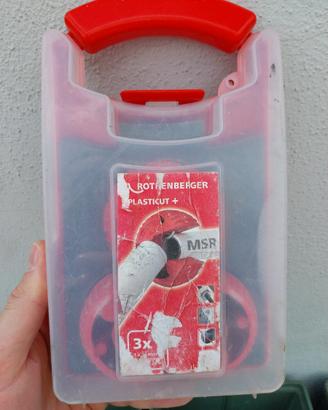 ROTHENBERGER
PLASTICUT +
MSR
3x